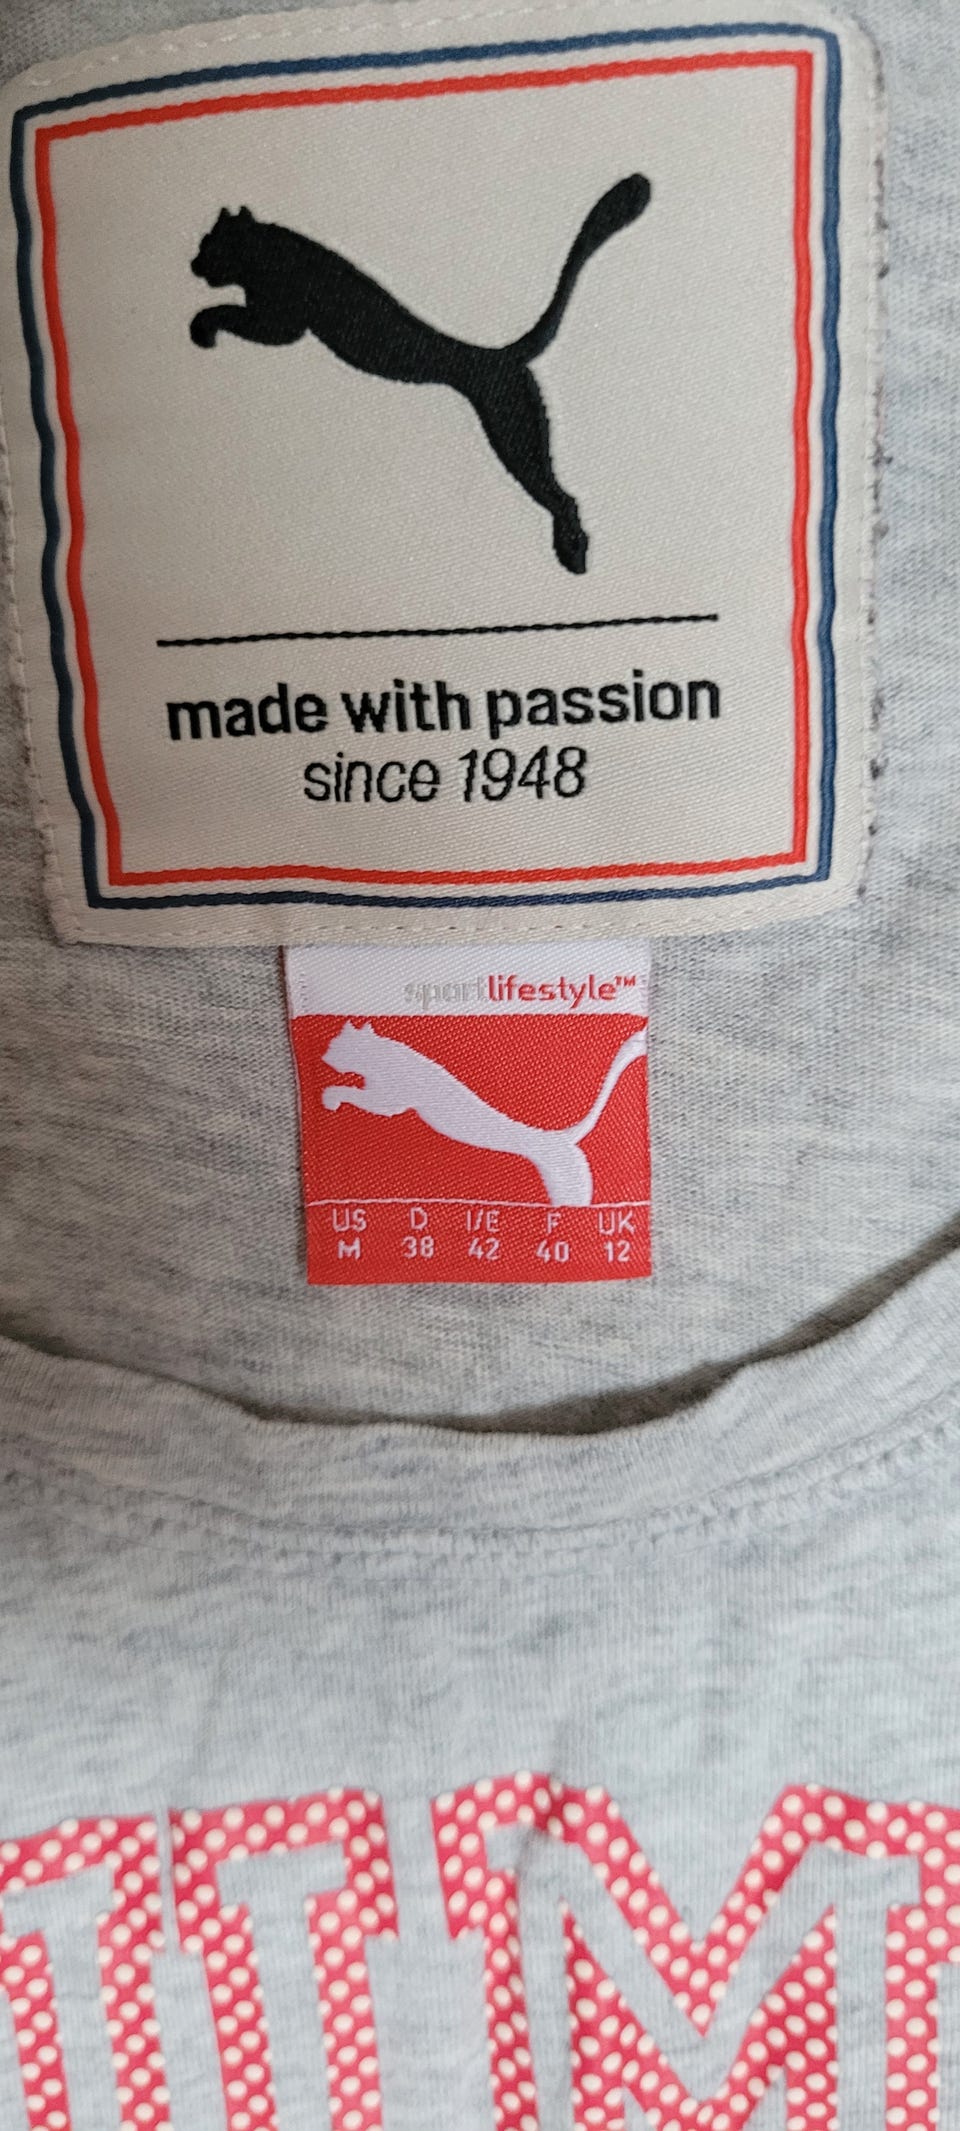 made with passion
since 1948
sportlifestyle™
US D I/E F UK
M 38 42 40 12